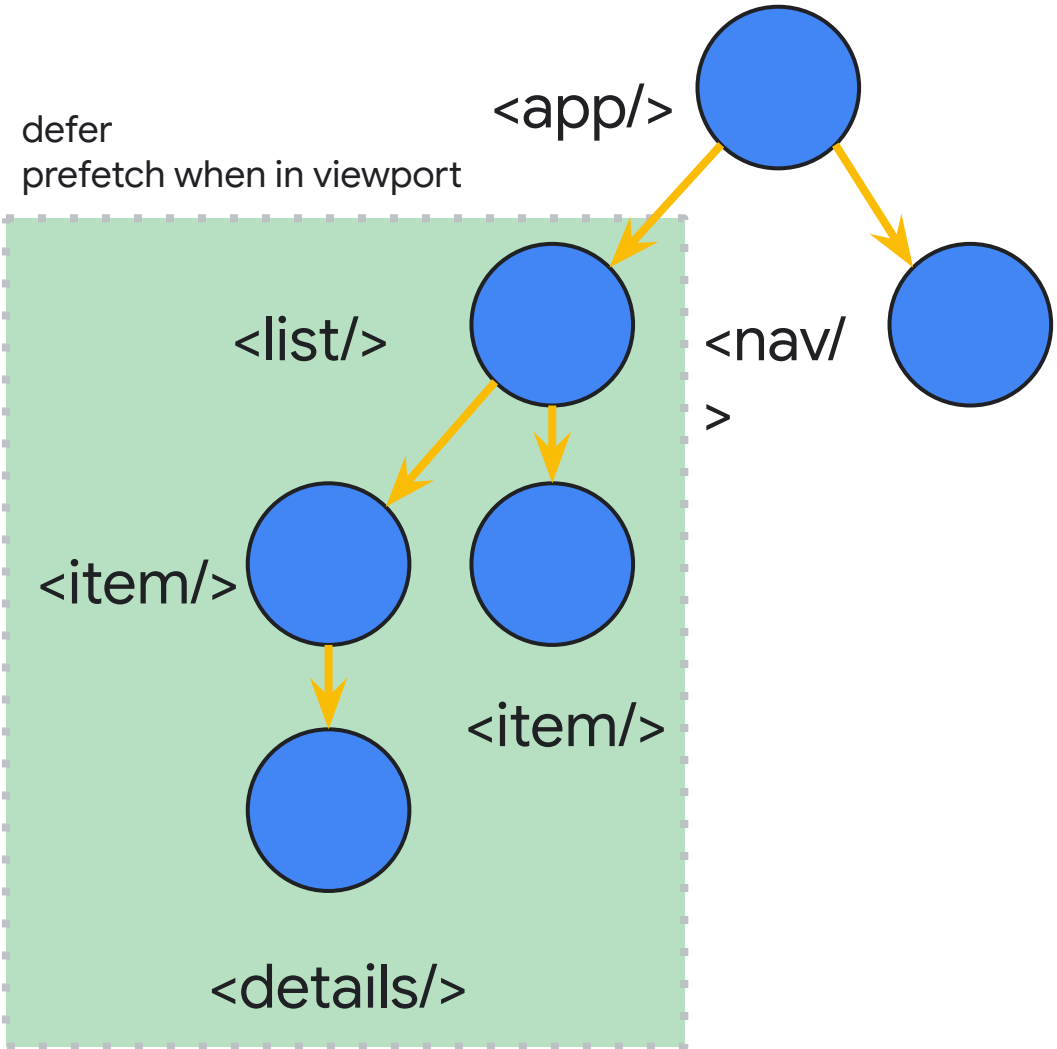 <app/>
defer
prefetch when in viewport
<list/>
<nav/
>
<item/>
<item/>
<details/>